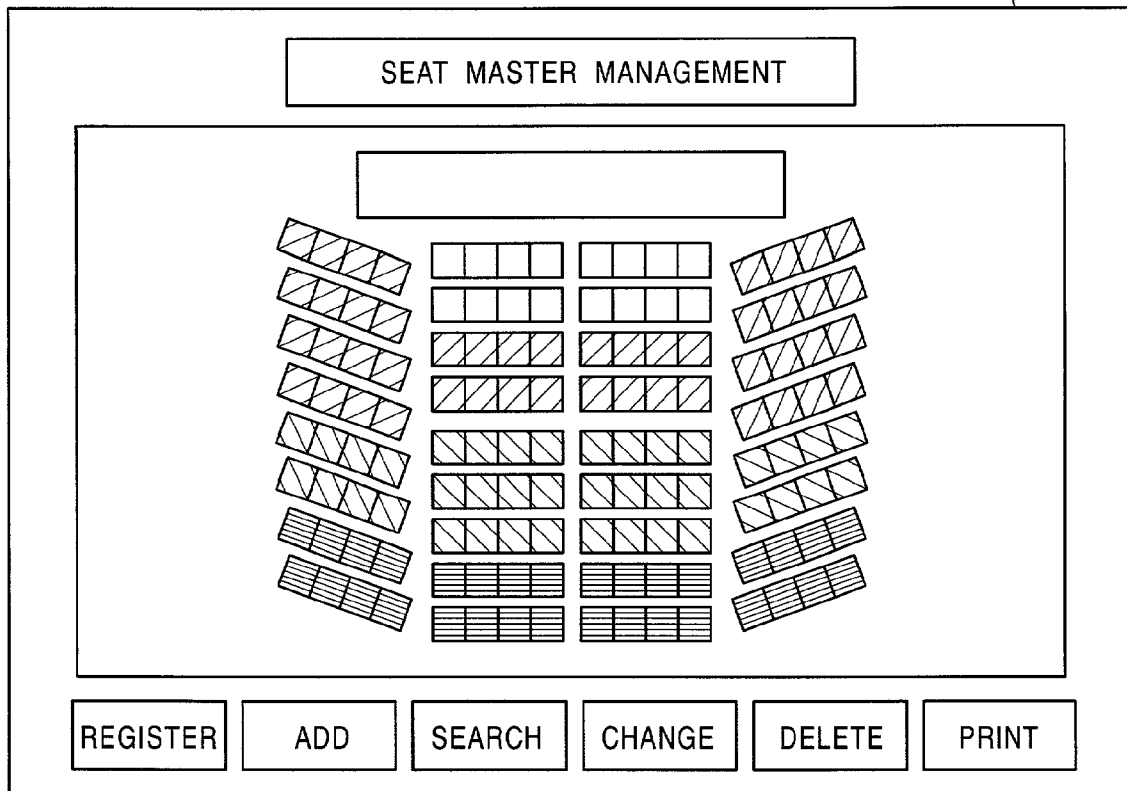 SEAT MASTER MANAGEMENT
REGISTER
ADD
SEARCH
CHANGE
DELETE
PRINT